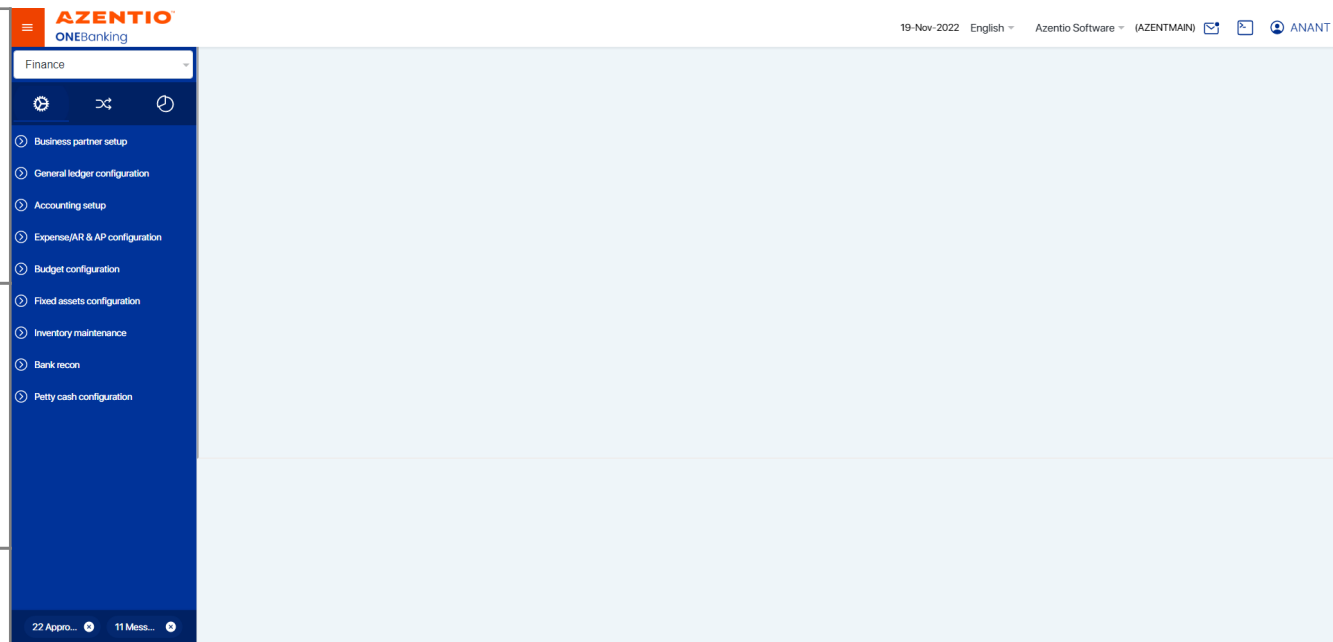 AZENTIO
ONEBanking
19-Nov-2022 English Azentio Software (AZENTMAIN) ANANT
Finance
Business partner setup
General ledger configuration
Accounting setup
Expense/AR & AP configuration
Budget configuration
Fixed assets configuration
Inventory maintenance
Bank recon
Petty cash configuration
22 Appro... 11 Mess...